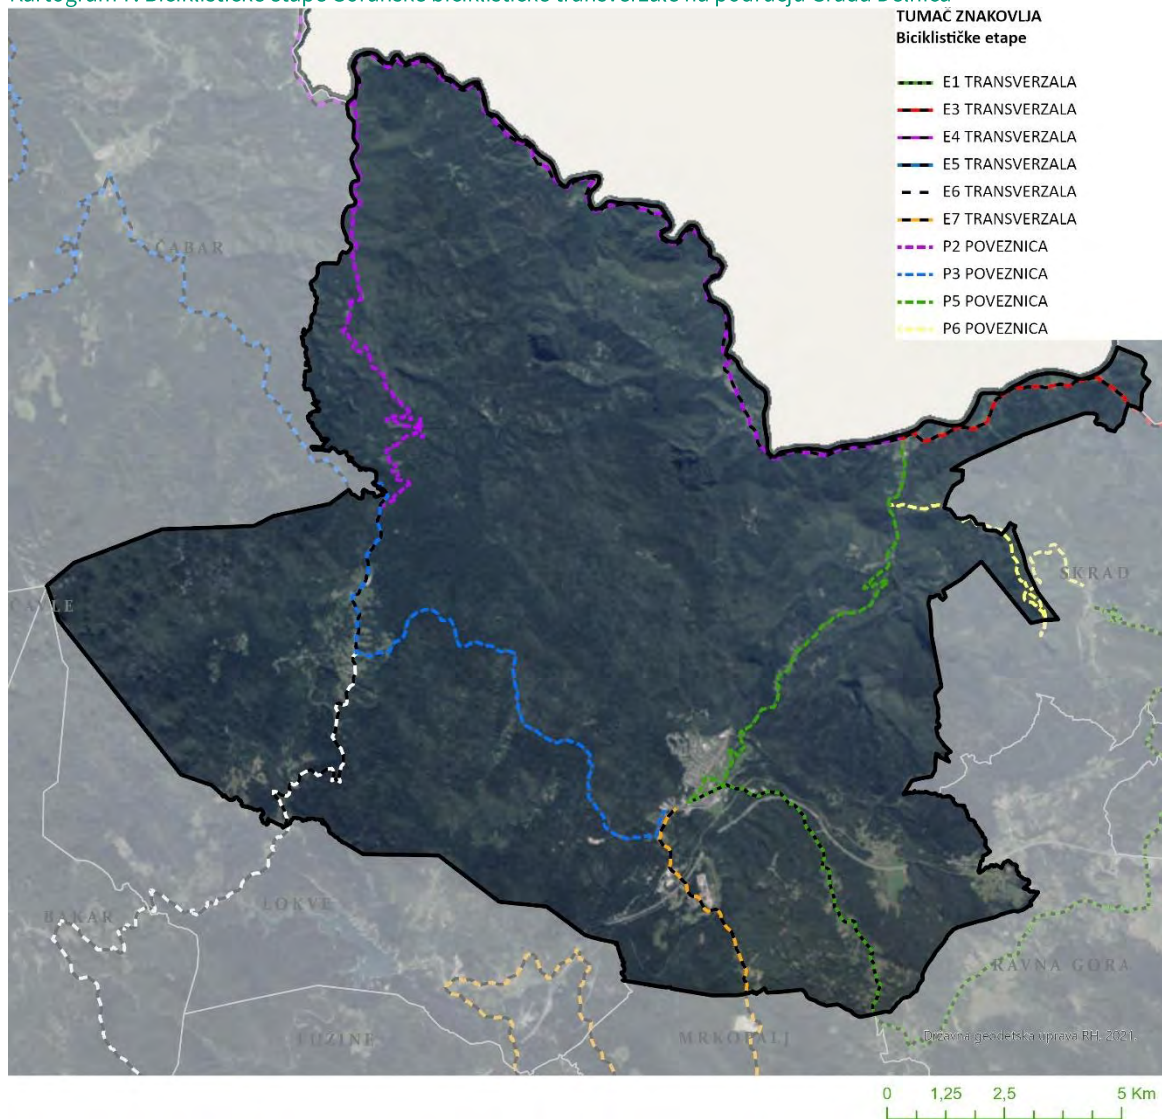 TUMAČ ZNAKOVLJA
Biciklističke etape
E1 TRANSVERZALA
E3 TRANSVERZALA
E4 TRANSVERZALA
E5 TRANSVERZALA
E6 TRANSVERZALA
E7 TRANSVERZALA
P2 POVEZNICA
P3 POVEZNICA
P5 POVEZNICA
P6 POVEZNICA
ČABAR
SKRAD
LOKVE
BAKAR
RAVNA GORA
MRKOPALJ
Državna geodetska uprava RH, 2021.
0 1,25 2,5 5 Km